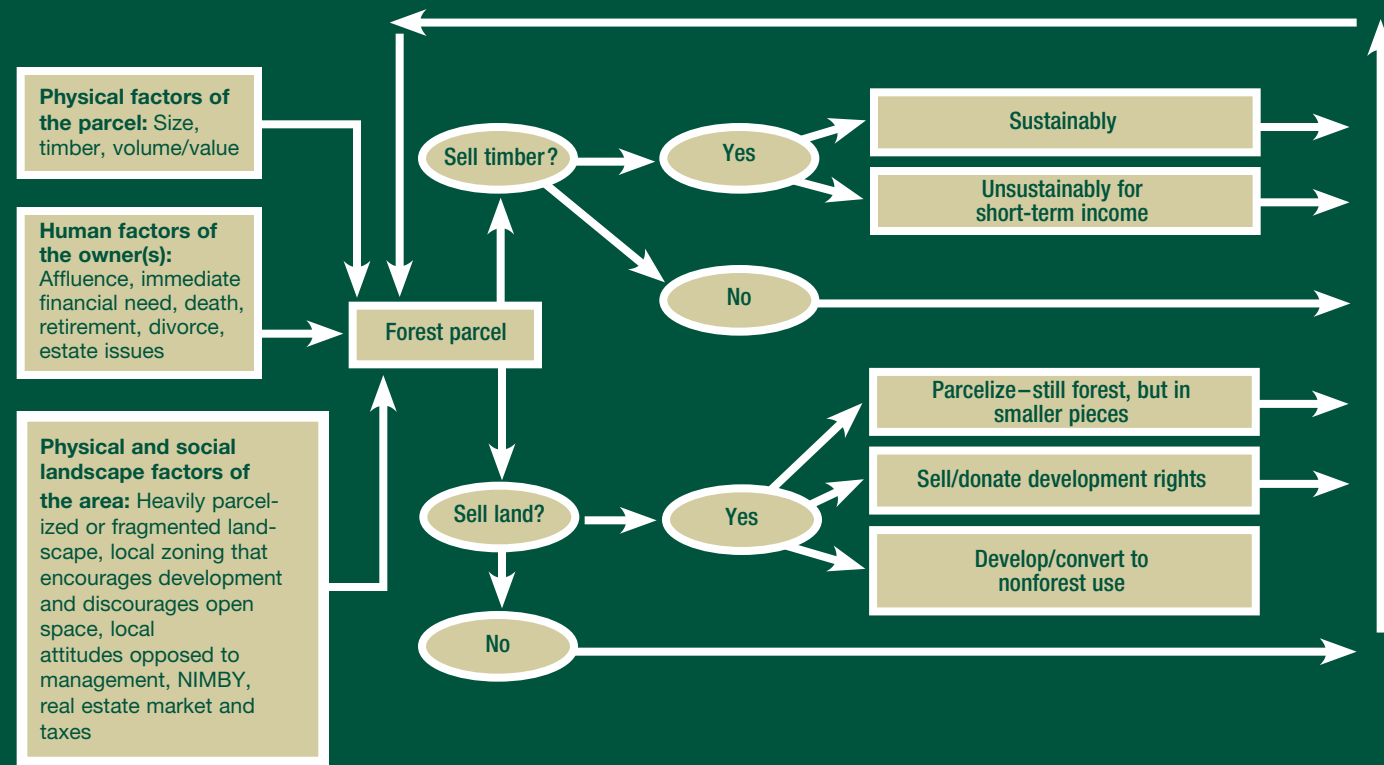 Physical factors of
the parcel: Size,
timber, volume/value
Human factors of
the owner(s):
Affluence, immediate
financial need, death,
retirement, divorce,
estate issues
Physical and social
landscape factors of
the area: Heavily parcel-
ized or fragmented land-
scape, local zoning that
encourages development
and discourages open
space, local
attitudes opposed to
management, NIMBY,
real estate market and
taxes
Forest parcel
Sell timber?
Yes
Sustainably
Unsustainably for
short-term income
No
Sell land?
Yes
Parcelize–still forest, but in
smaller pieces
Sell/donate development rights
Develop/convert to
nonforest use
No